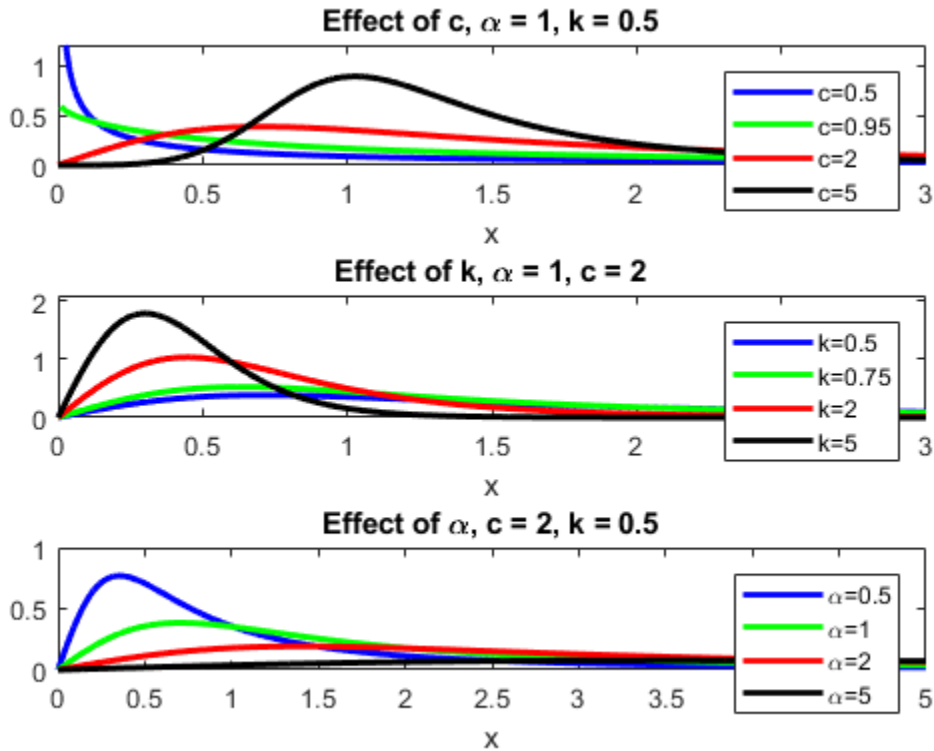 Effect of c, α = 1, k = 0.5
1
0.5
0
0 0.5 1 1.5 2 3
c=0.5
c=0.95
c=2
c=5
x
Effect of k, α = 1, c = 2
2
1
0
0 0.5 1 1.5 2 3
k=0.5
k=0.75
k=2
k=5
x
Effect of α, c = 2, k = 0.5
1
0.5
0
0 0.5 1 1.5 2 2.5 3 3.5 5
α=0.5
α=1
α=2
α=5
x